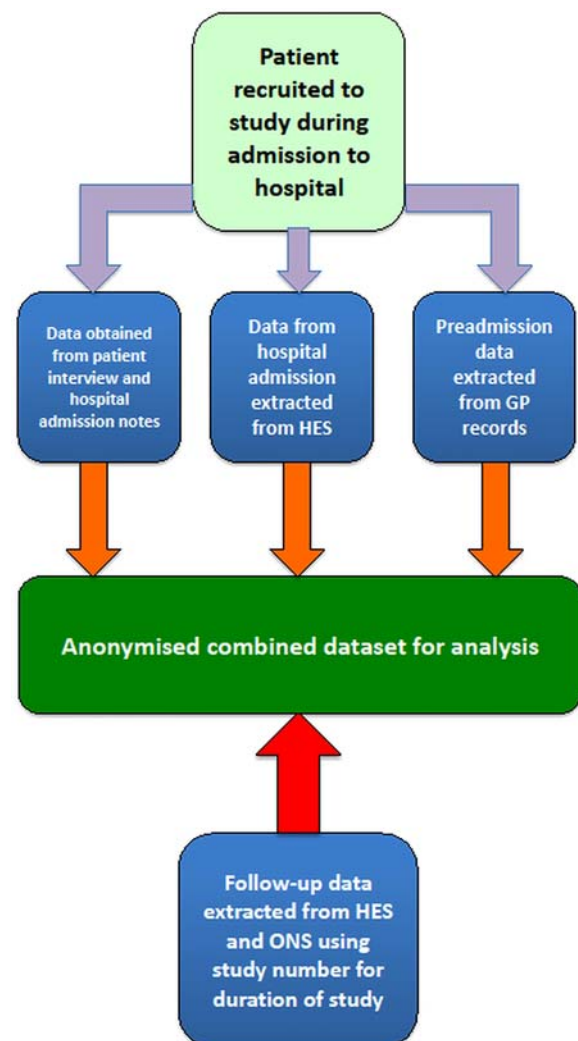 Patient
recruited to
study during
admission to
hospital
Data obtained
from patient
interview and
hospital
admission notes
Data from
hospital
admission
extracted
from HES
Preadmission
data
extracted
from GP
records
Anonymised combined dataset for analysis
Follow-up data
extracted from HES
and ONS using
study number for
duration of study